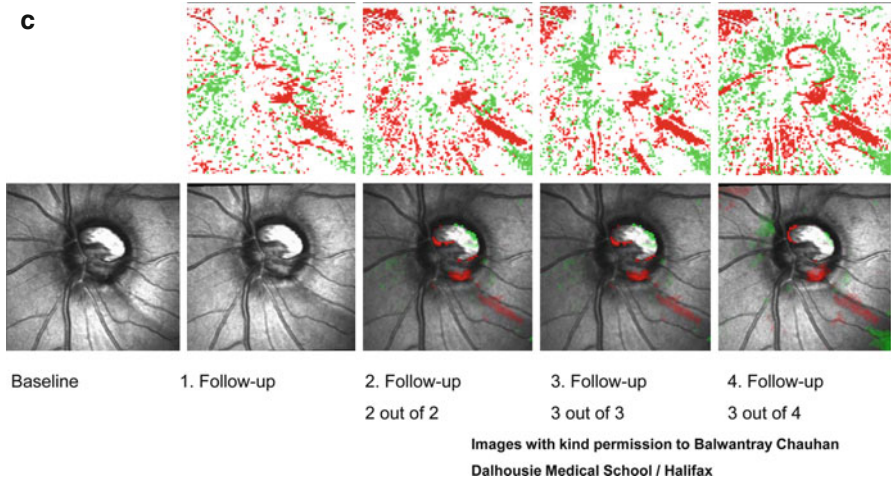 c
Baseline
1. Follow-up
2. Follow-up
3. Follow-up
4. Follow-up
2 out of 2
3 out of 3
3 out of 4
Images with kind permission to Balwantray Chauhan
Dalhousie Medical School / Halifax